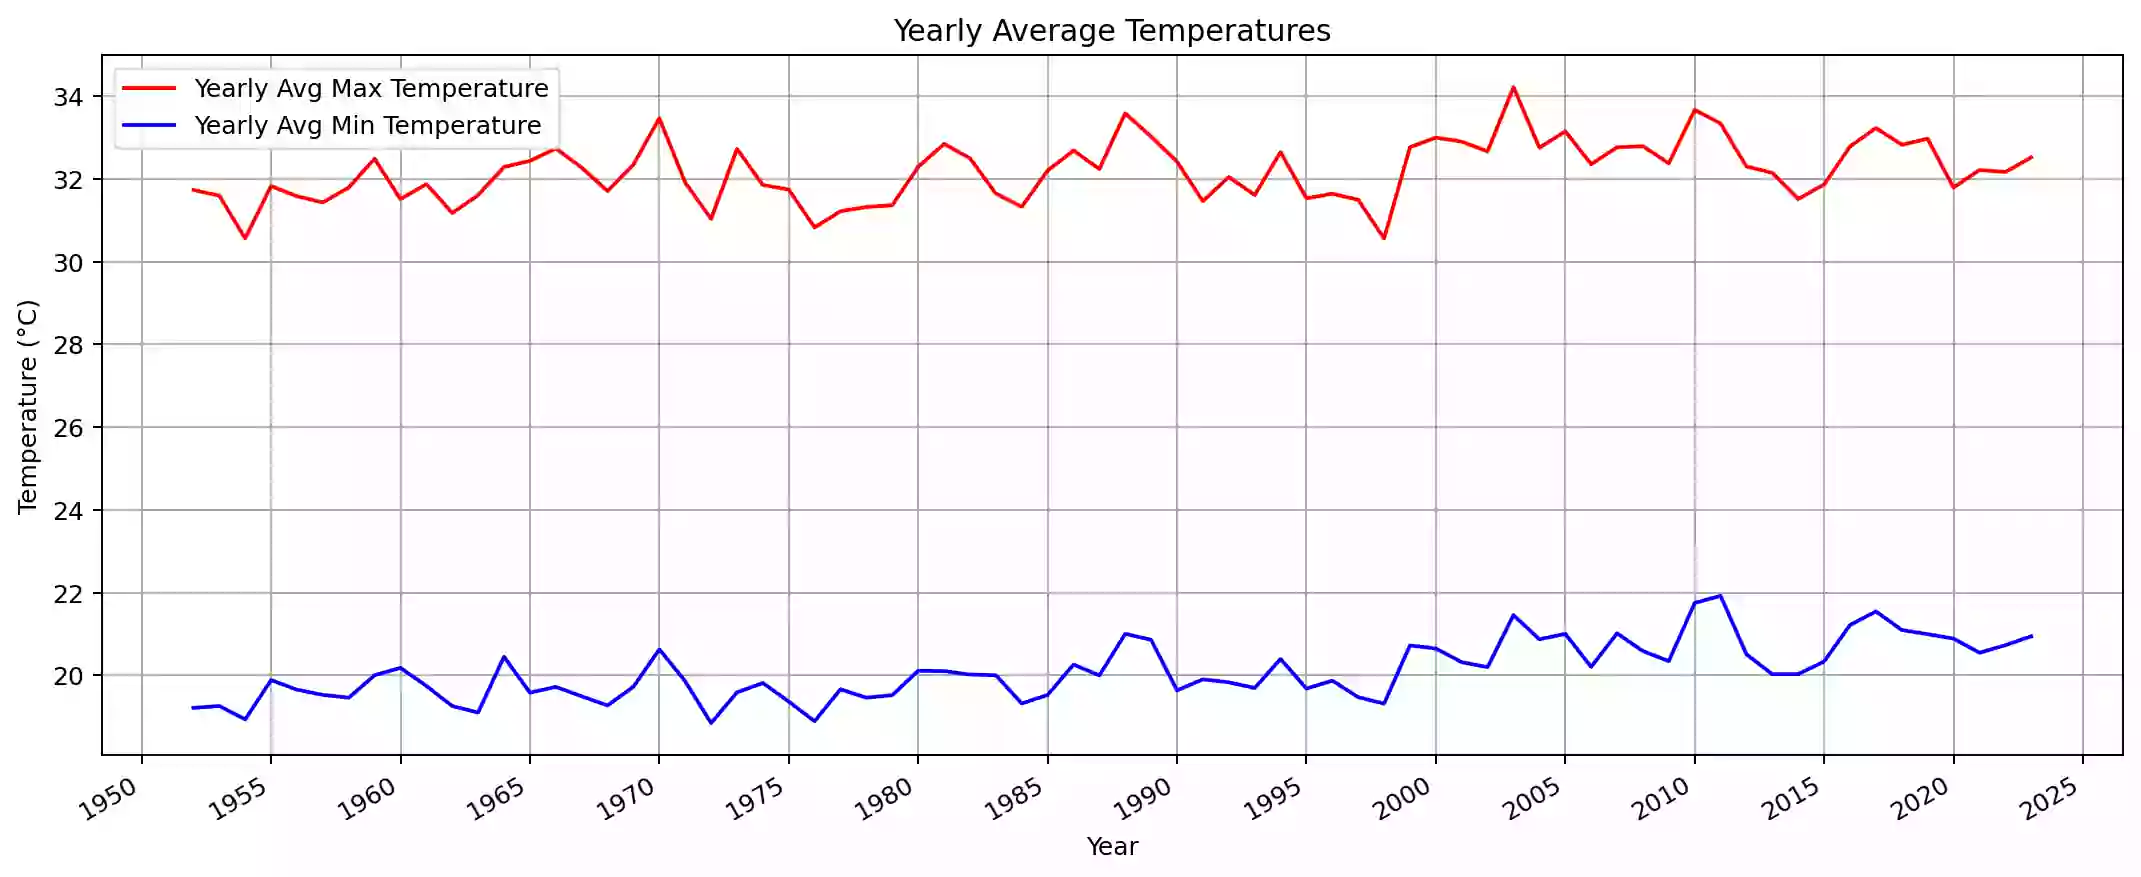 Yearly Average Temperatures
Yearly Avg Max Temperature
Yearly Avg Min Temperature
34
32
30
28
26
24
22
20
Temperature (°C)
1950 1955 1960 1965 1970 1975 1980 1985 1990 1995 2000 2005 2010 2015 2020 2025
Year